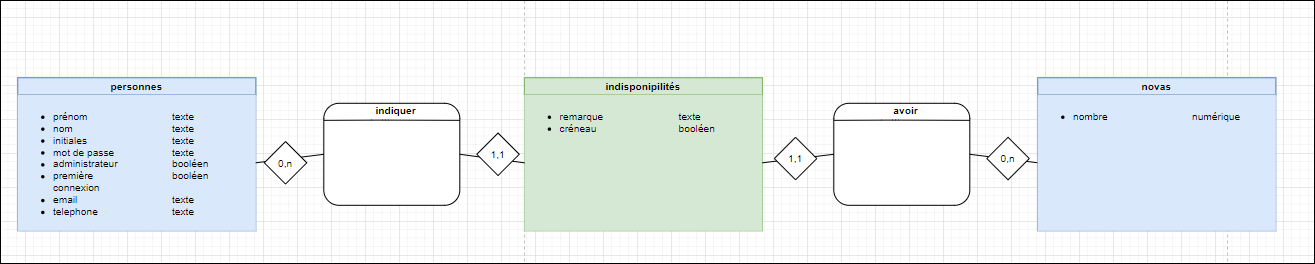 personnes
prénom texte
nom texte
initiales texte
mot de passe texte
administrateur booléen
première booléen
connexion
email texte
telephone texte
0,n
indiquer
1,1
indisponipilités
remarque texte
créneau booléen
1,1
avoir
0,n
novas
nombre numérique